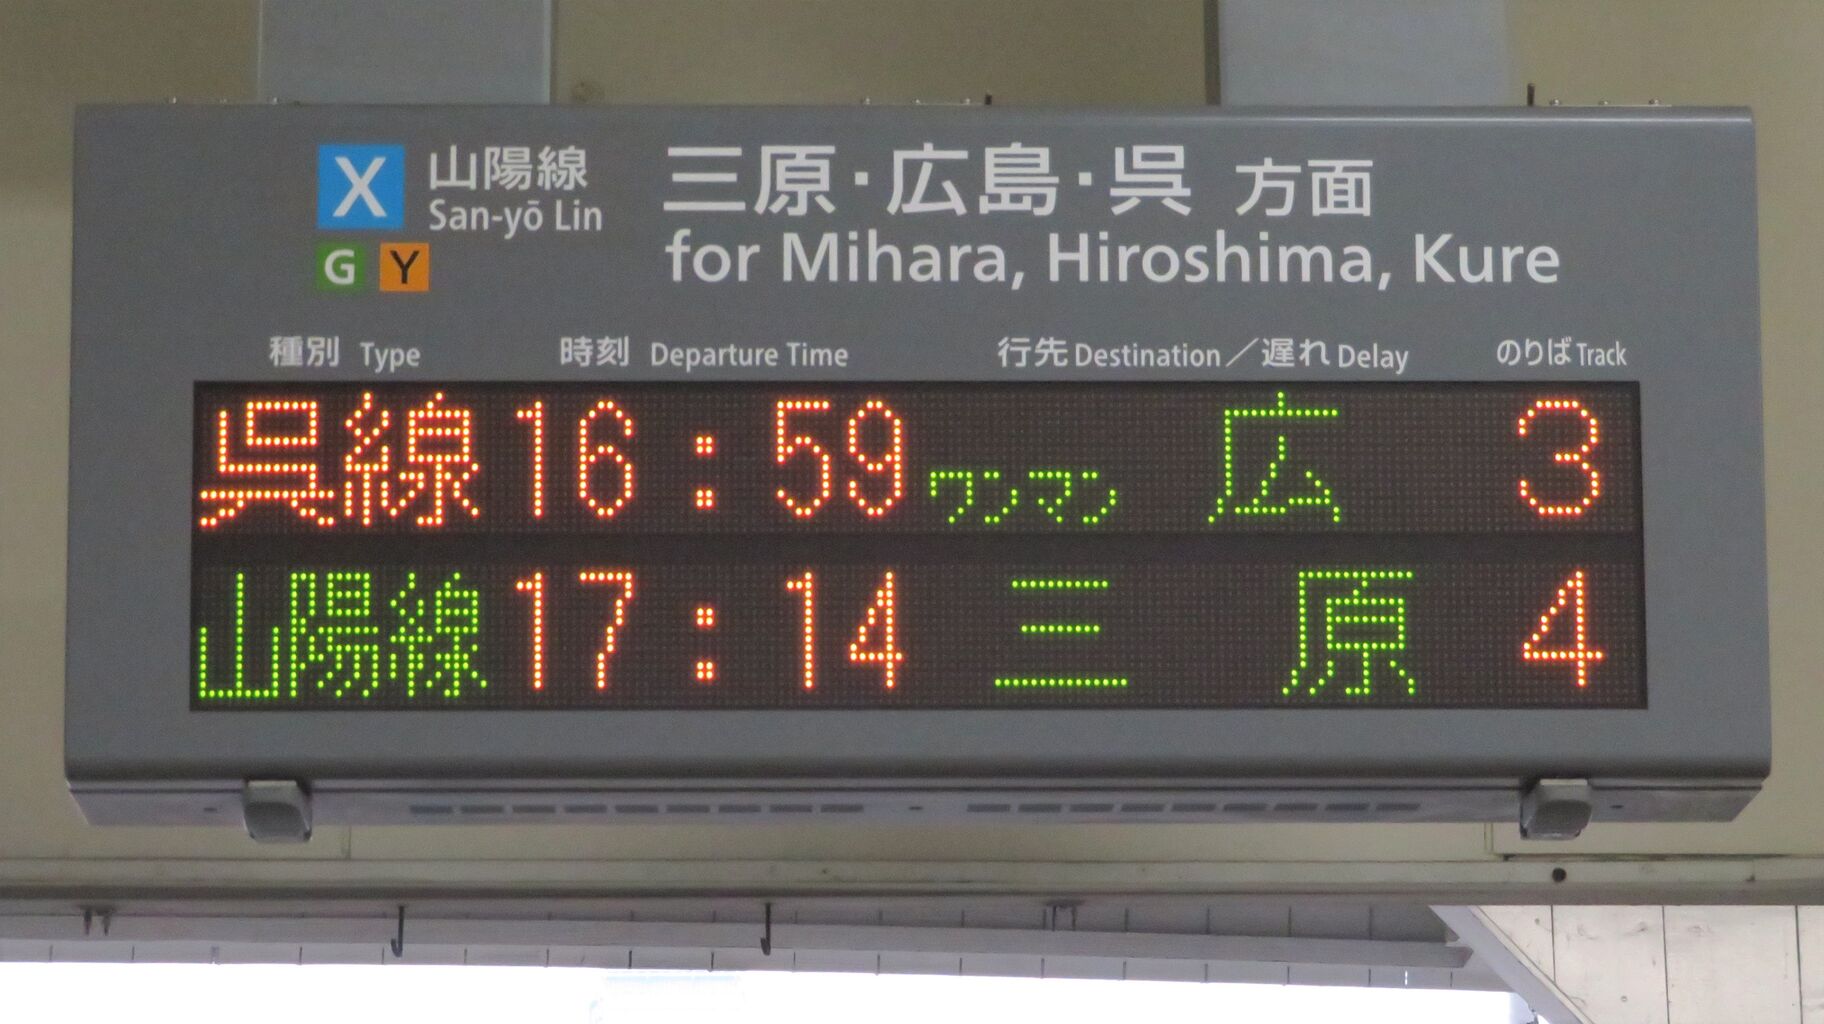 X 山陽線 三原・広島・呉 方面
San-yō Lin for Mihara, Hiroshima, Kure
G Y
種別 Type 時刻 Departure Time 行先 Destination／遅れ Delay のりば Track
呉線 16:59 ワンマン 広 3
山陽線 17:14 三原 4